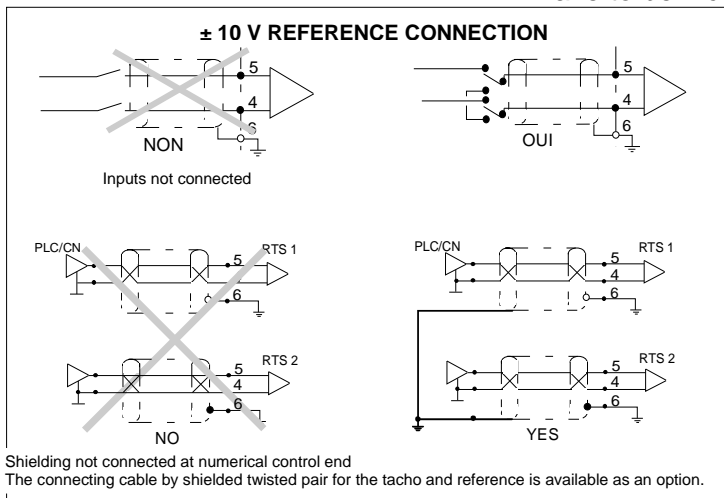 ± 10 V REFERENCE CONNECTION
5
4
6
NON
5
4
6
OUI
Inputs not connected
PLC/CN
5
RTS 1
4
6
PLC/CN
5
RTS 1
4
6
5
RTS 2
4
6
NO
5
RTS 2
4
6
YES
Shielding not connected at numerical control end
The connecting cable by shielded twisted pair for the tacho and reference is available as an option.